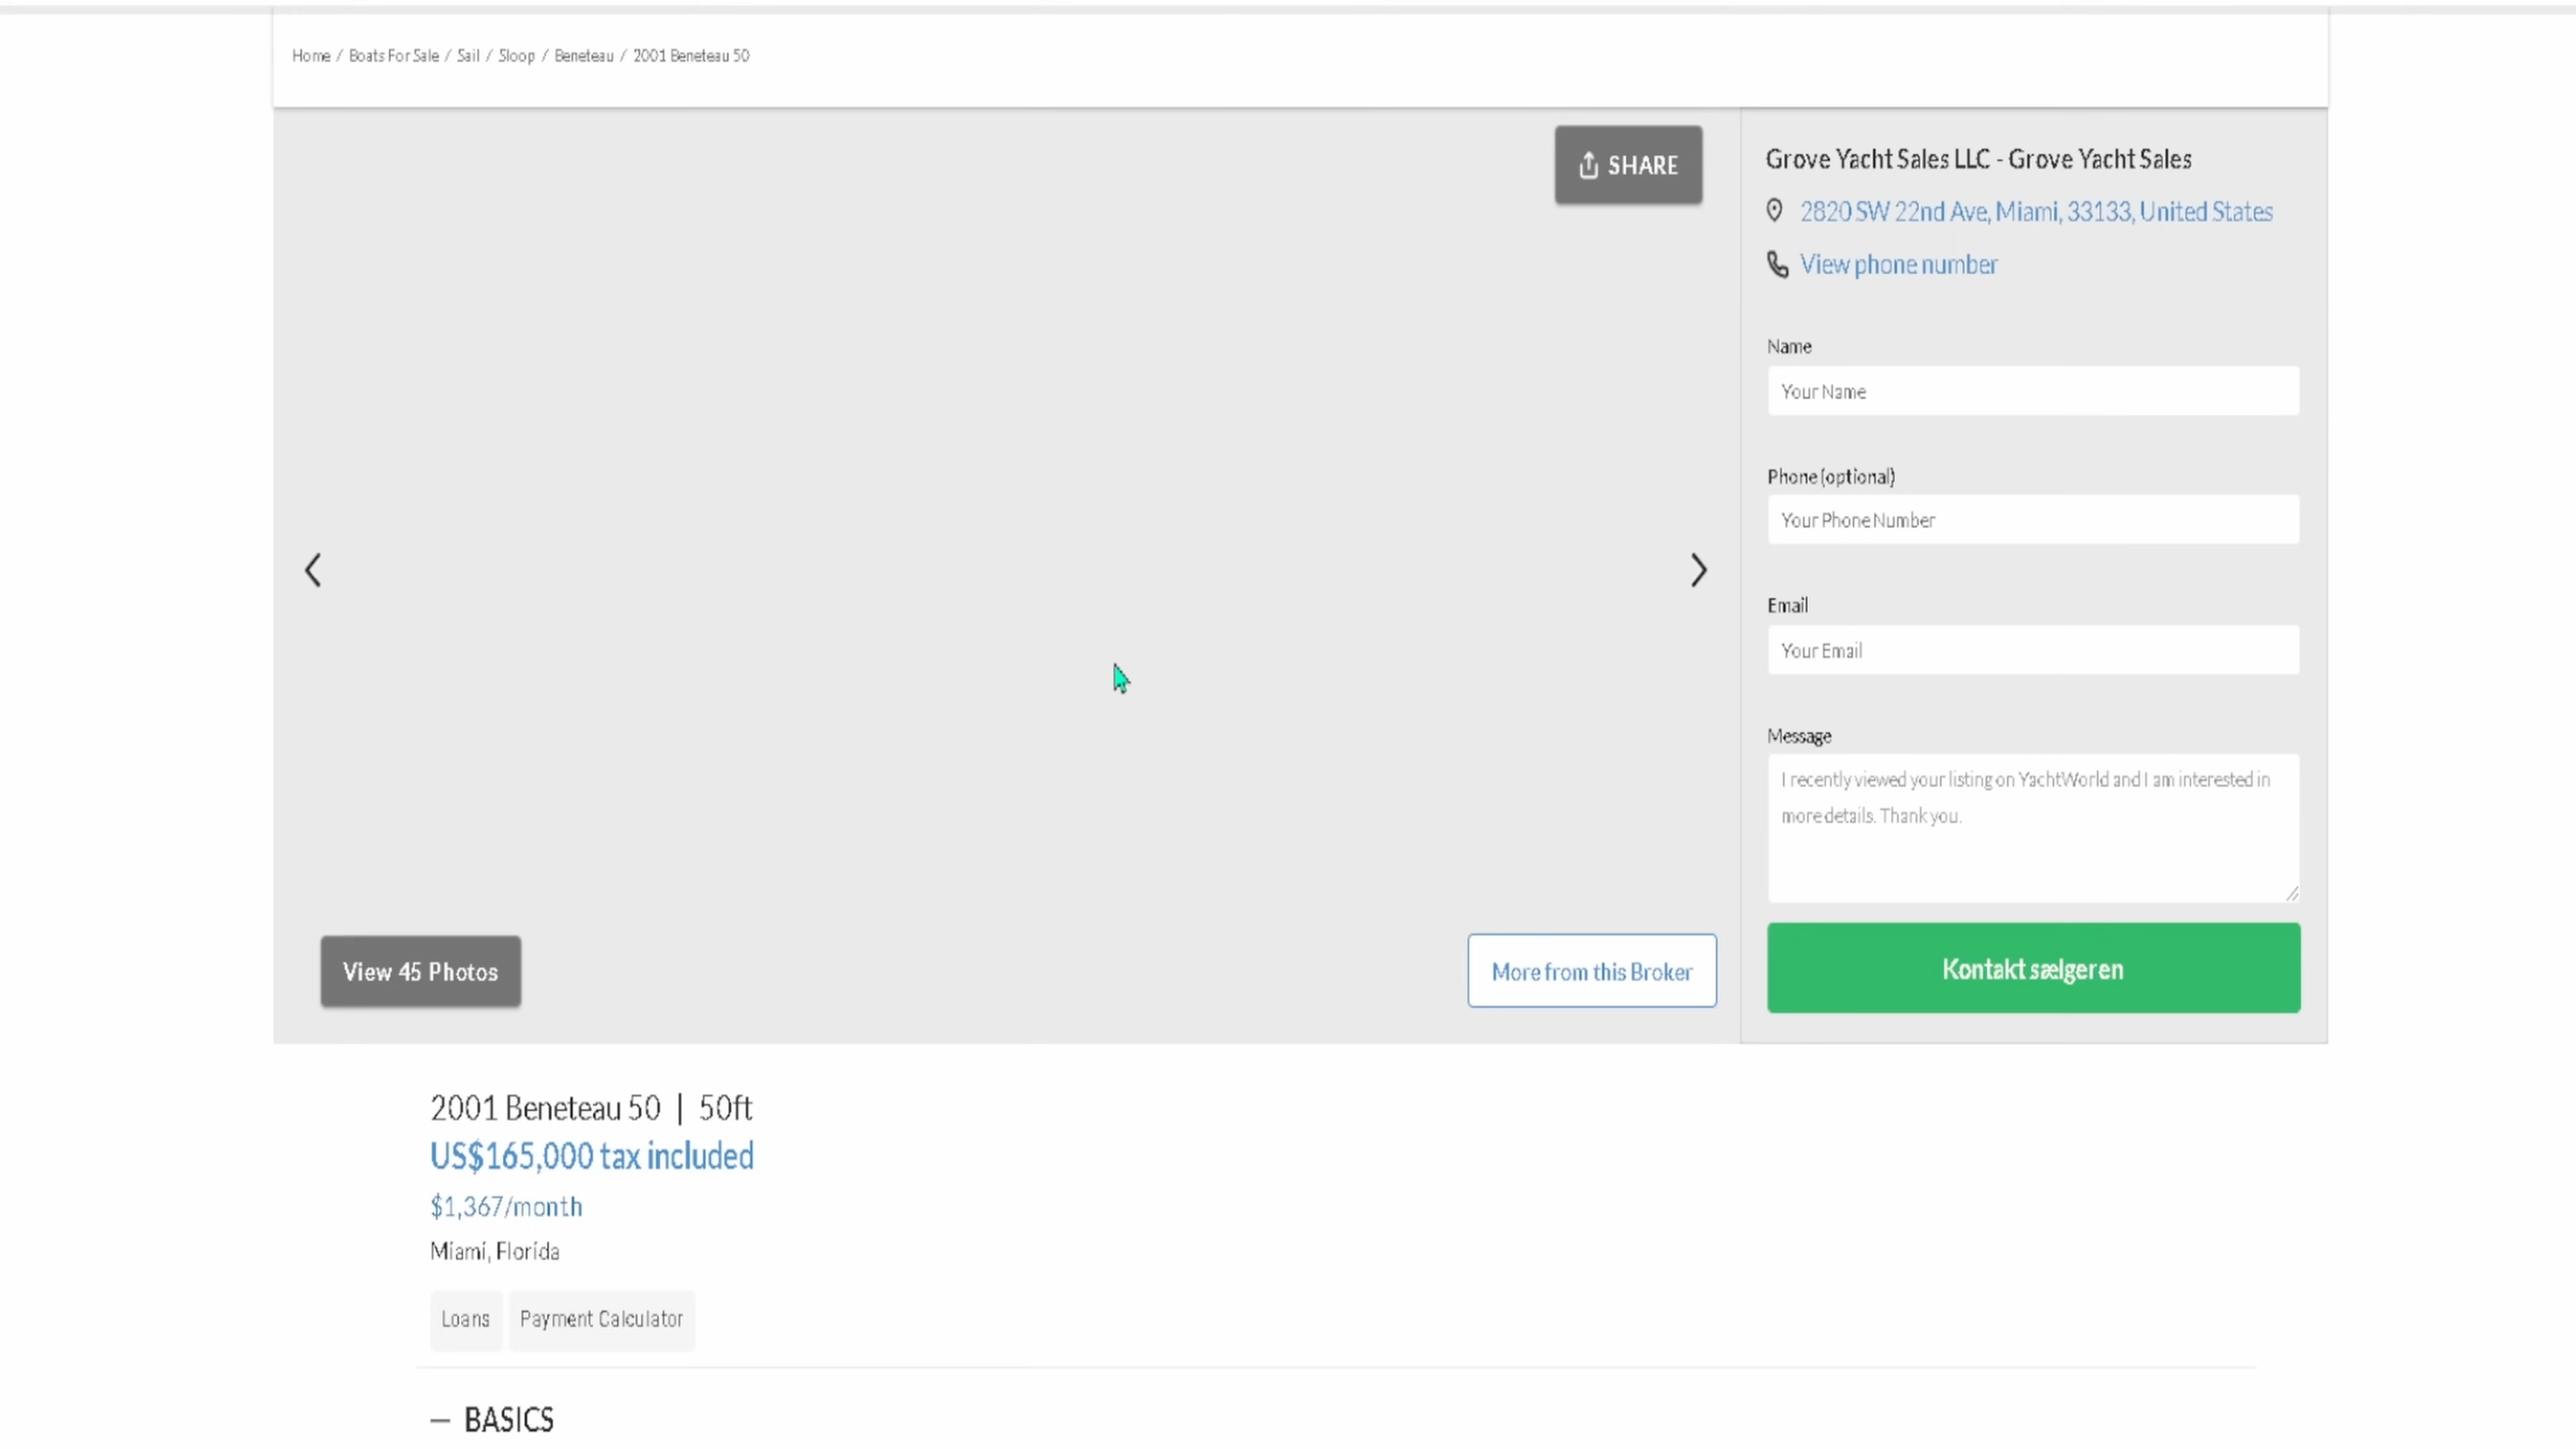 Home / Boats For Sale / Sail / Sloop / Beneteau / 2001 Beneteau 50
SHARE
Grove Yacht Sales LLC - Grove Yacht Sales
2820 SW 22nd Ave, Miami, 33133, United States
View phone number
Name
Your Name
Phone (optional)
Your Phone Number
Email
Your Email
Message
I recently viewed your listing on YachtWorld and I am interested in
more details. Thank you.
View 45 Photos
More from this Broker
Kontakt sælgeren
2001 Beneteau 50 | 50ft
US$165,000 tax included
$1,367/month
Miami, Florida
Loans
Payment Calculator
— BASICS